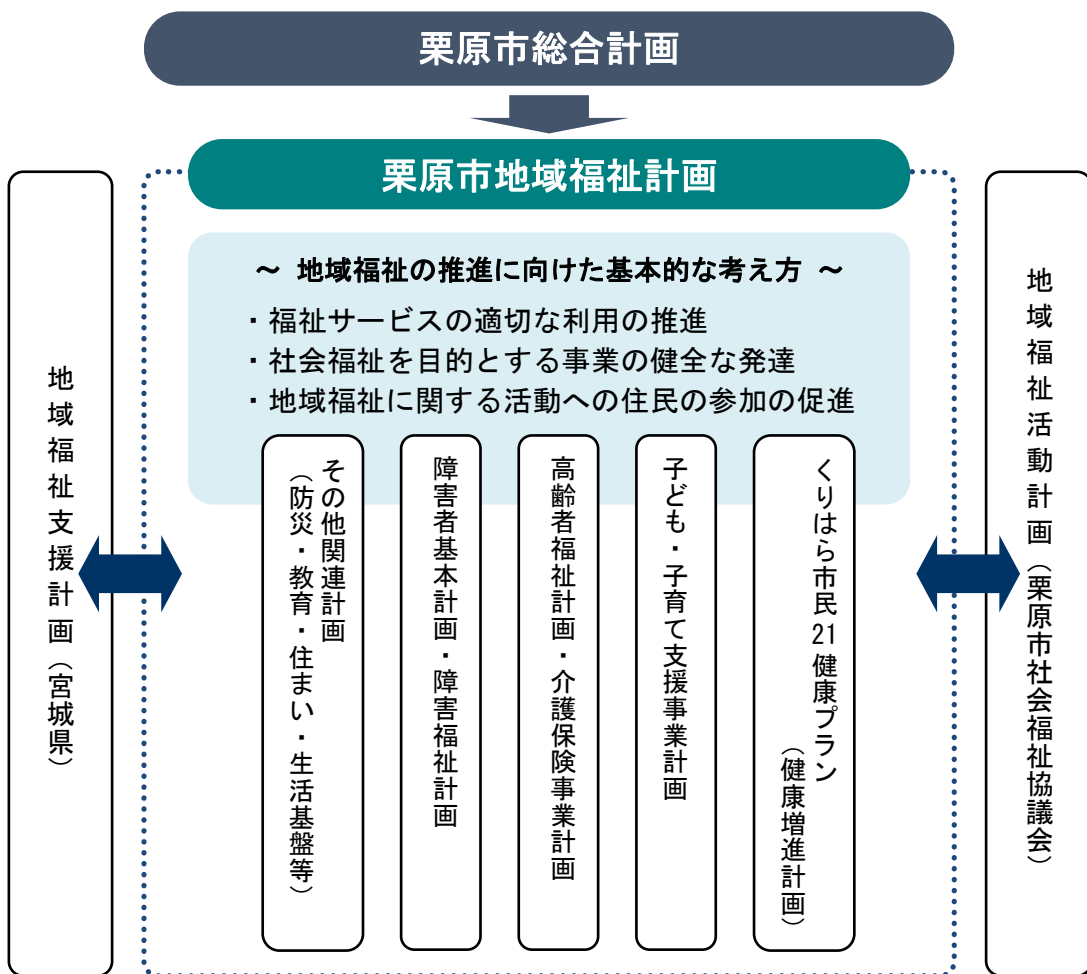 栗原市総合計画
栗原市地域福祉計画
～ 地域福祉の推進に向けた基本的な考え方 ～
・福祉サービスの適切な利用の推進
・社会福祉を目的とする事業の健全な発達
・地域福祉に関する活動への住民の参加の促進
地域福祉活動計画（栗原市社会福祉協議会）
くりはら市民21健康プラン
（健康増進計画）
子ども・子育て支援事業計画
高齢者福祉計画・介護保険事業計画
障害者基本計画・障害福祉計画
その他関連計画
（防災・教育・住まい・生活基盤等）
地域福祉支援計画（宮城県）